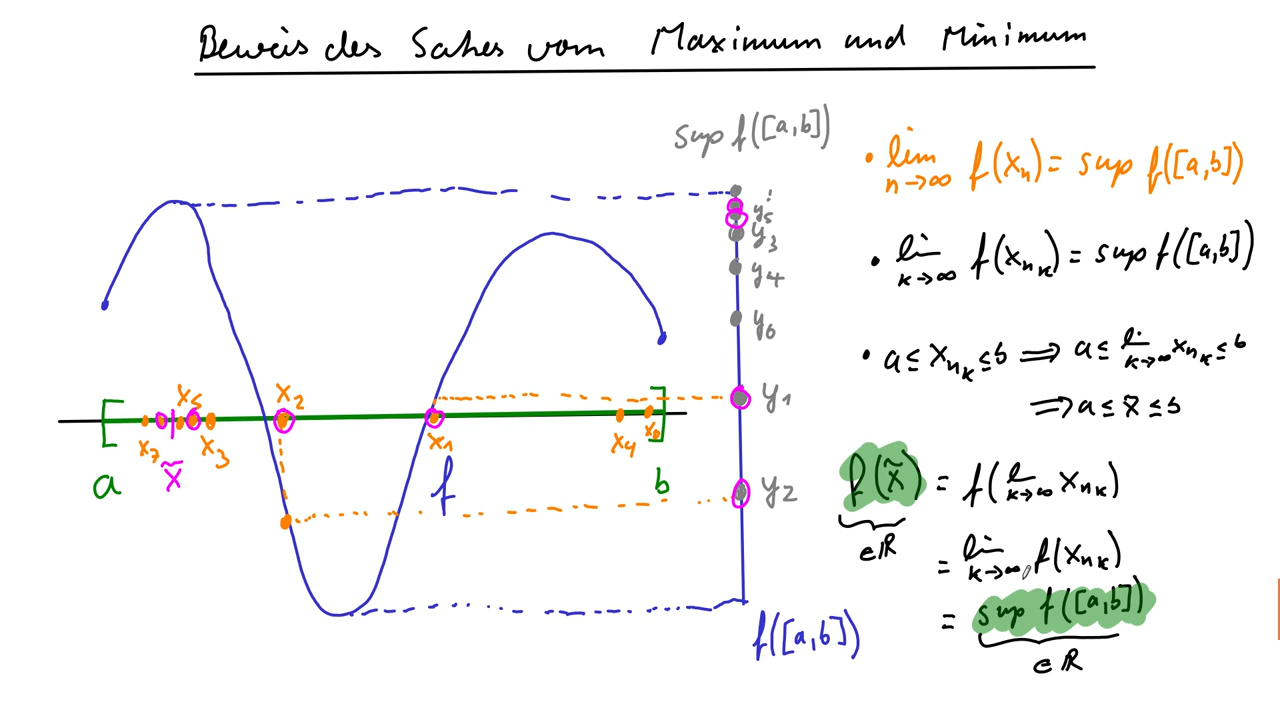 Beweis des Satzes vom Maximum und Minimum
sup f([a,b])
y5
y3
y4
y6
y1
y2
f([a,b])
x5
x2
x7
x̃
x3
x1
x4
x6
a
f
b
• lim n→∞ f(xn) = sup f([a,b])
• lim k→∞ f(xnk) = sup f([a,b])
• a ≤ xnk ≤ b ⟹ a ≤ lim k→∞ xnk ≤ b
⟹ a ≤ x̃ ≤ b
f(x̃) = f(lim k→∞ xnk)
∈ℝ
= lim k→∞ f(xnk)
= sup f([a,b])
∈ℝ